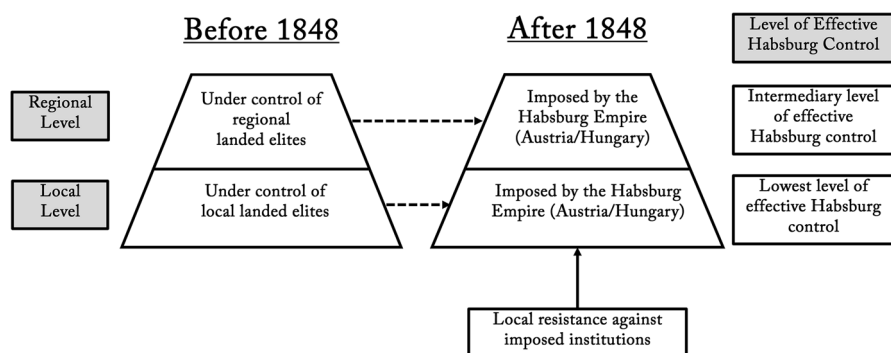 Before 1848
After 1848
Level of Effective
Habsburg Control
Regional
Level
Under control of
regional
landed elites
Imposed by the
Habsburg Empire
(Austria/Hungary)
Intermediary level
of effective
Habsburg control
Local
Level
Under control of
local landed elites
Imposed by the Habsburg
Empire (Austria/Hungary)
Lowest level of
effective Habsburg
control
Local resistance against
imposed institutions